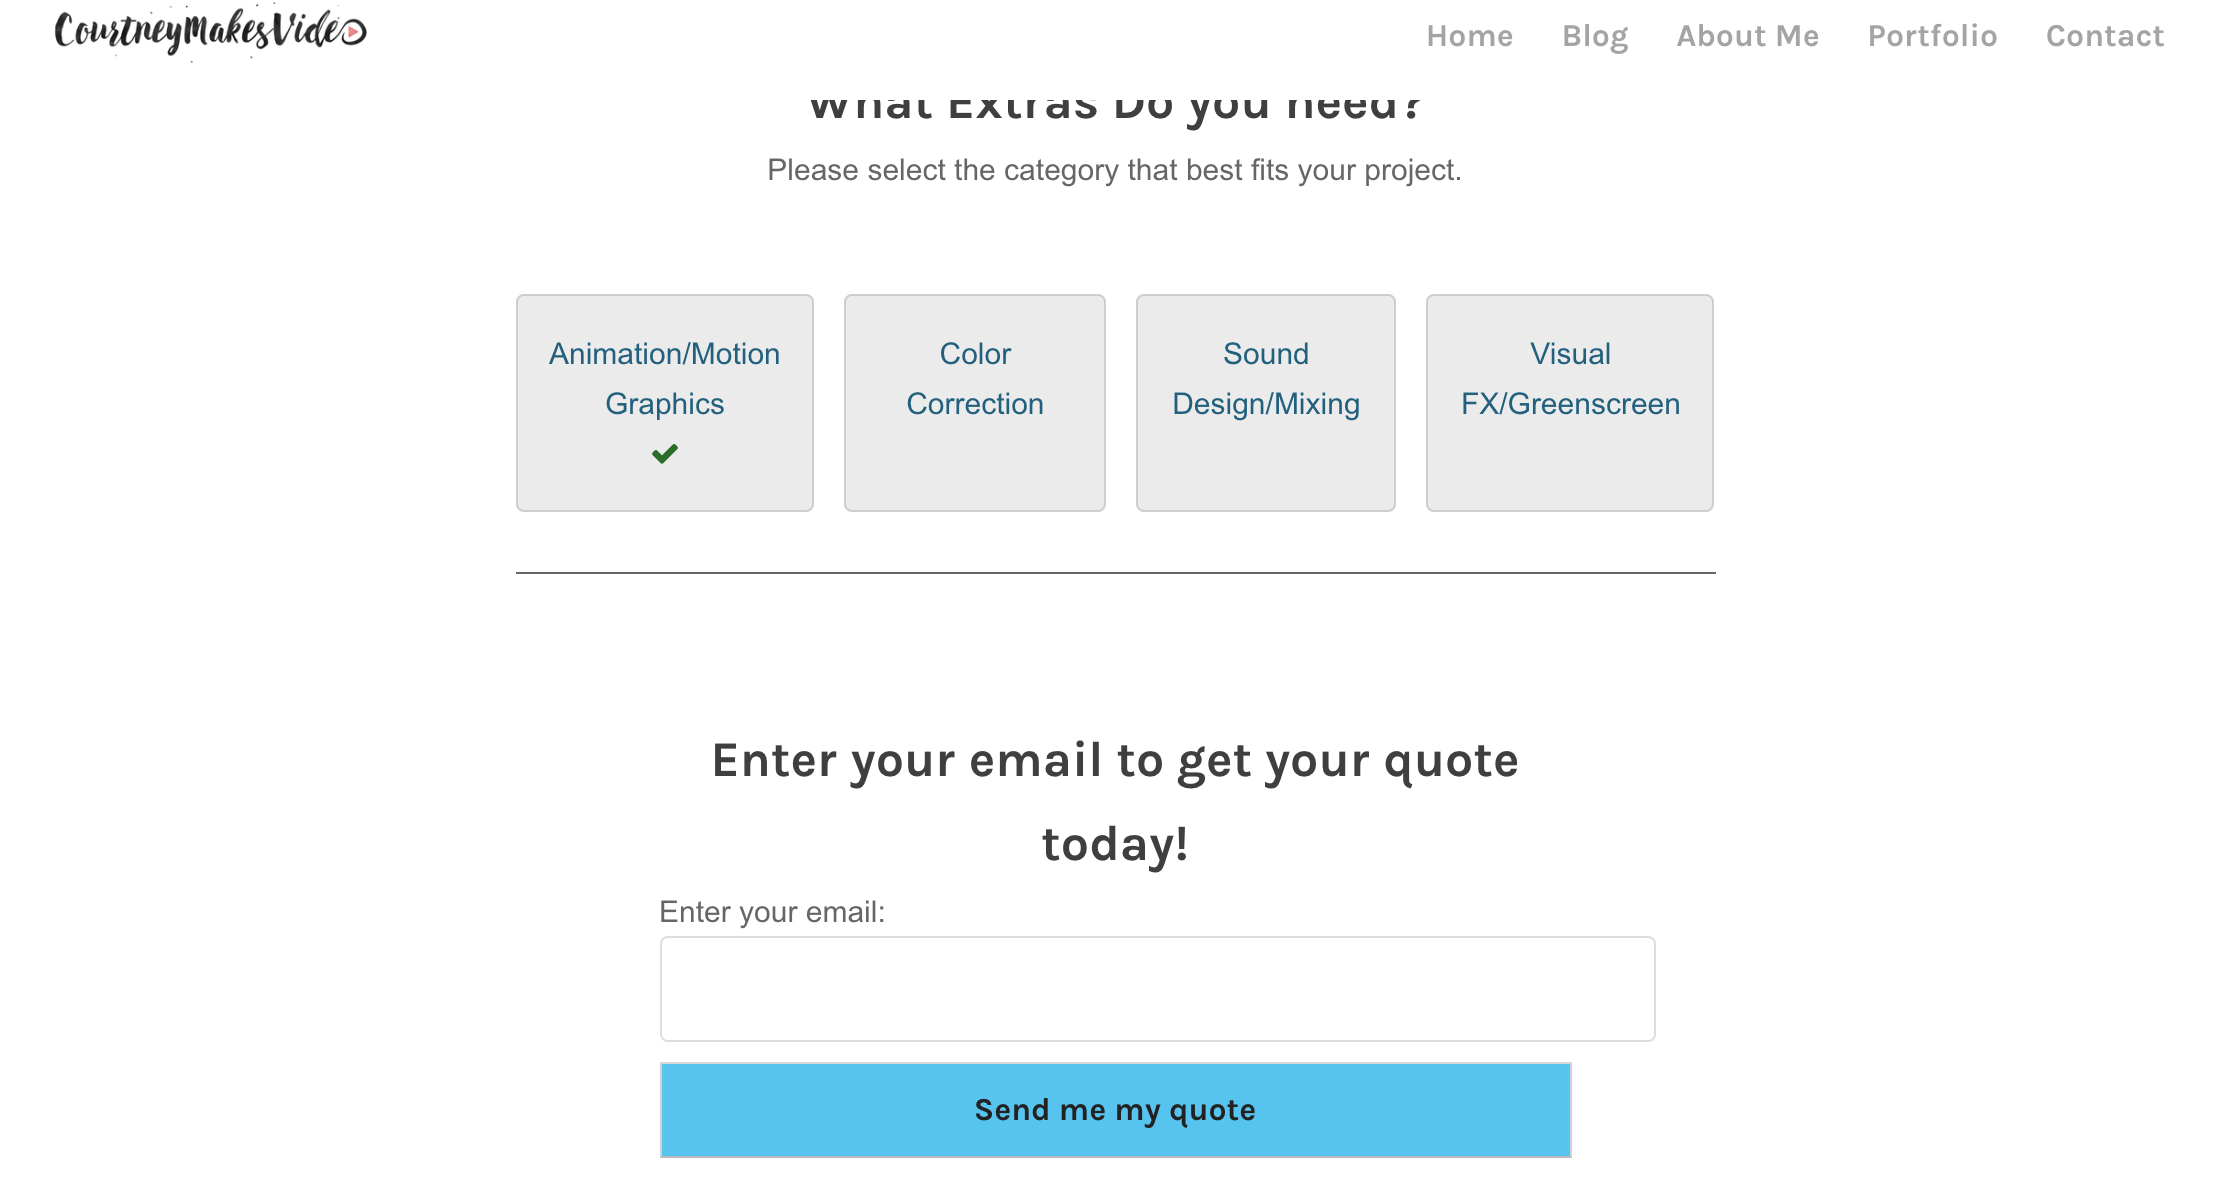 CourtneyMakesVideo
Home Blog About Me Portfolio Contact
What Extras Do you need?
Please select the category that best fits your project.
Animation/Motion
Graphics
Color
Correction
Sound
Design/Mixing
Visual
FX/Greenscreen
Enter your email to get your quote
today!
Enter your email:
Send me my quote